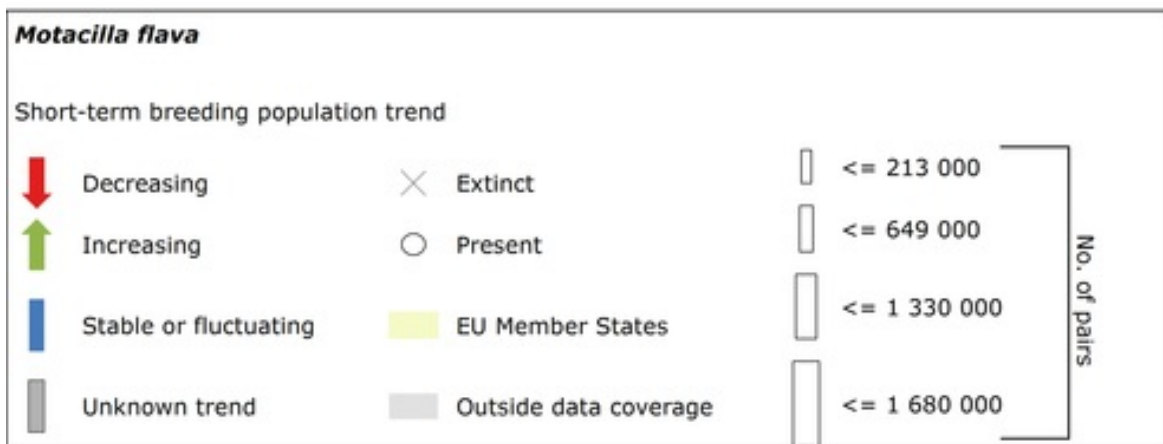 Motacilla flava
Short-term breeding population trend
Decreasing
Increasing
Stable or fluctuating
Unknown trend
Extinct
Present
EU Member States
Outside data coverage
<= 213 000
<= 649 000
<= 1 330 000
<= 1 680 000
No. of pairs